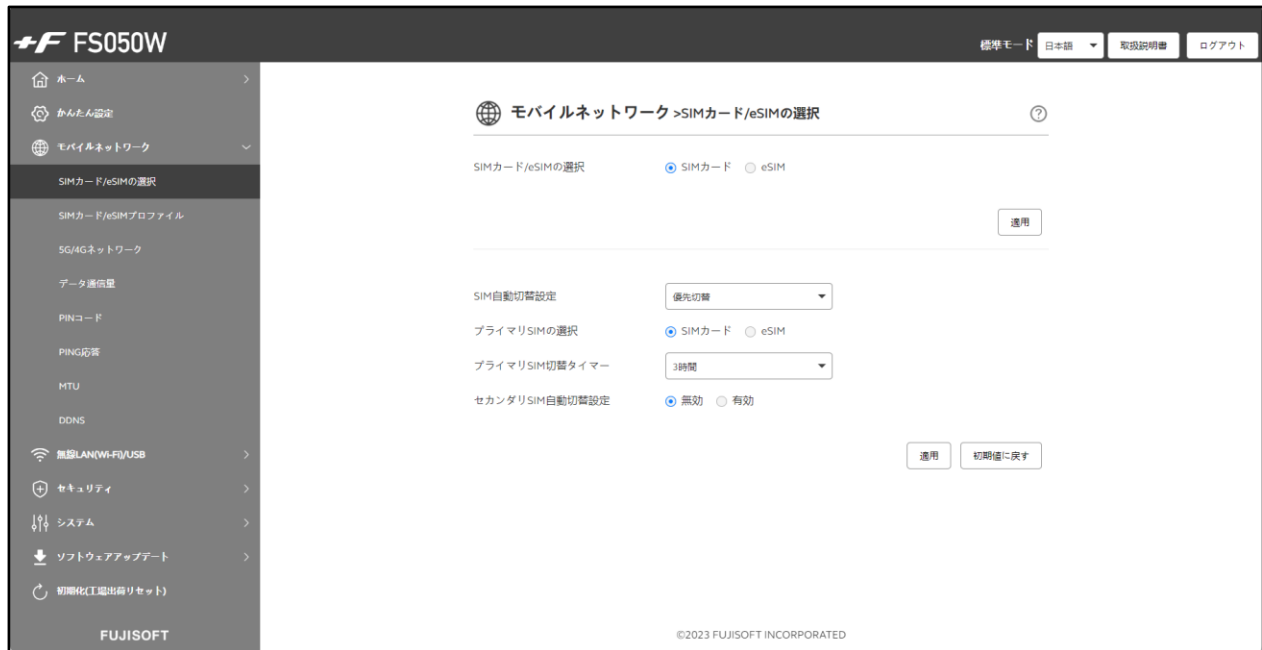 +F FS050W
標準モード 日本語 取扱説明書 ログアウト
ホーム
かんたん設定
モバイルネットワーク
SIMカード/eSIMの選択
SIMカード/eSIMプロファイル
5G/4Gネットワーク
データ通信量
PINコード
PING応答
MTU
DDNS
無線LAN(Wi-Fi)/USB
セキュリティ
システム
ソフトウェアアップデート
初期化(工場出荷リセット)
FUJISOFT
モバイルネットワーク >SIMカード/eSIMの選択 ?
SIMカード/eSIMの選択 SIMカード eSIM
適用
SIM自動切替設定 優先切替
プライマリSIMの選択 SIMカード eSIM
プライマリSIM切替タイマー 3時間
セカンダリSIM自動切替設定 無効 有効
適用 初期値に戻す
©2023 FUJISOFT INCORPORATED